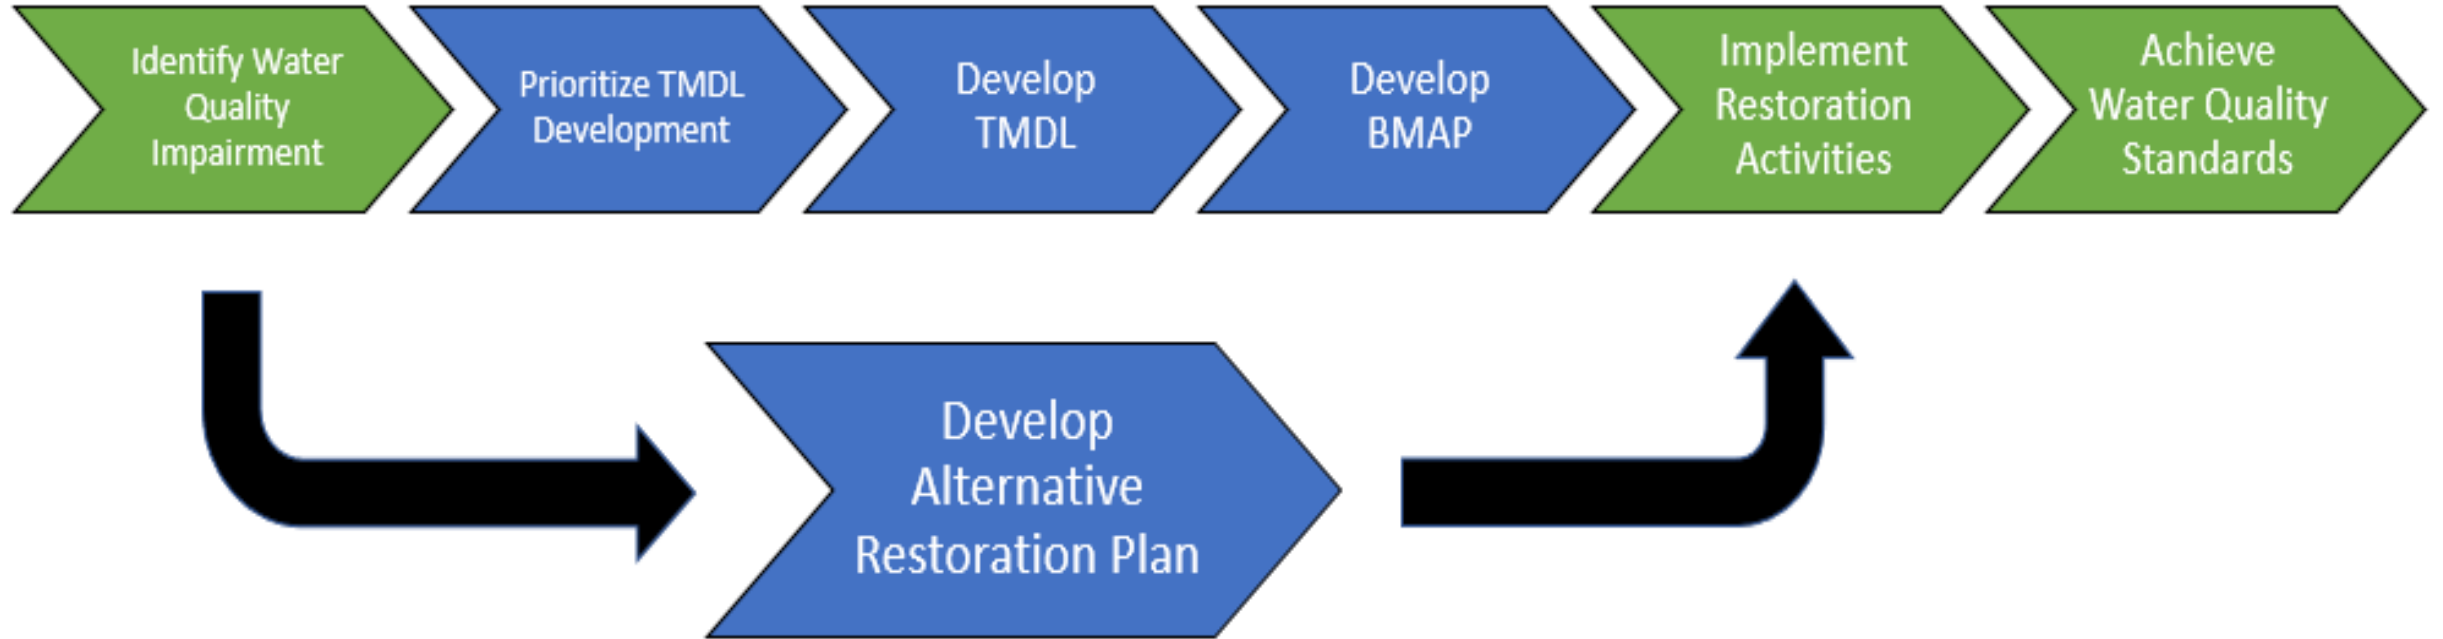 Identify Water
Quality
Impairment
Prioritize TMDL
Development
Develop
TMDL
Develop
BMAP
Implement
Restoration
Activities
Achieve
Water Quality
Standards
Develop
Alternative
Restoration Plan